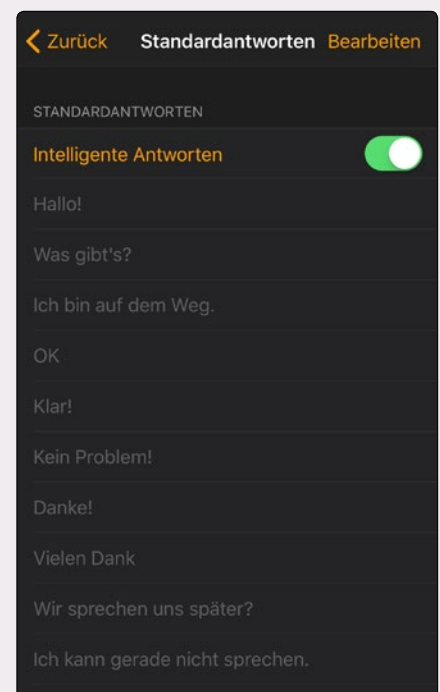 Zurück Standardantworten Bearbeiten
STANDARDANTWORTEN
Intelligente Antworten
Hallo!
Was gibt's?
Ich bin auf dem Weg.
OK
Klar!
Kein Problem!
Danke!
Vielen Dank
Wir sprechen uns später?
Ich kann gerade nicht sprechen.